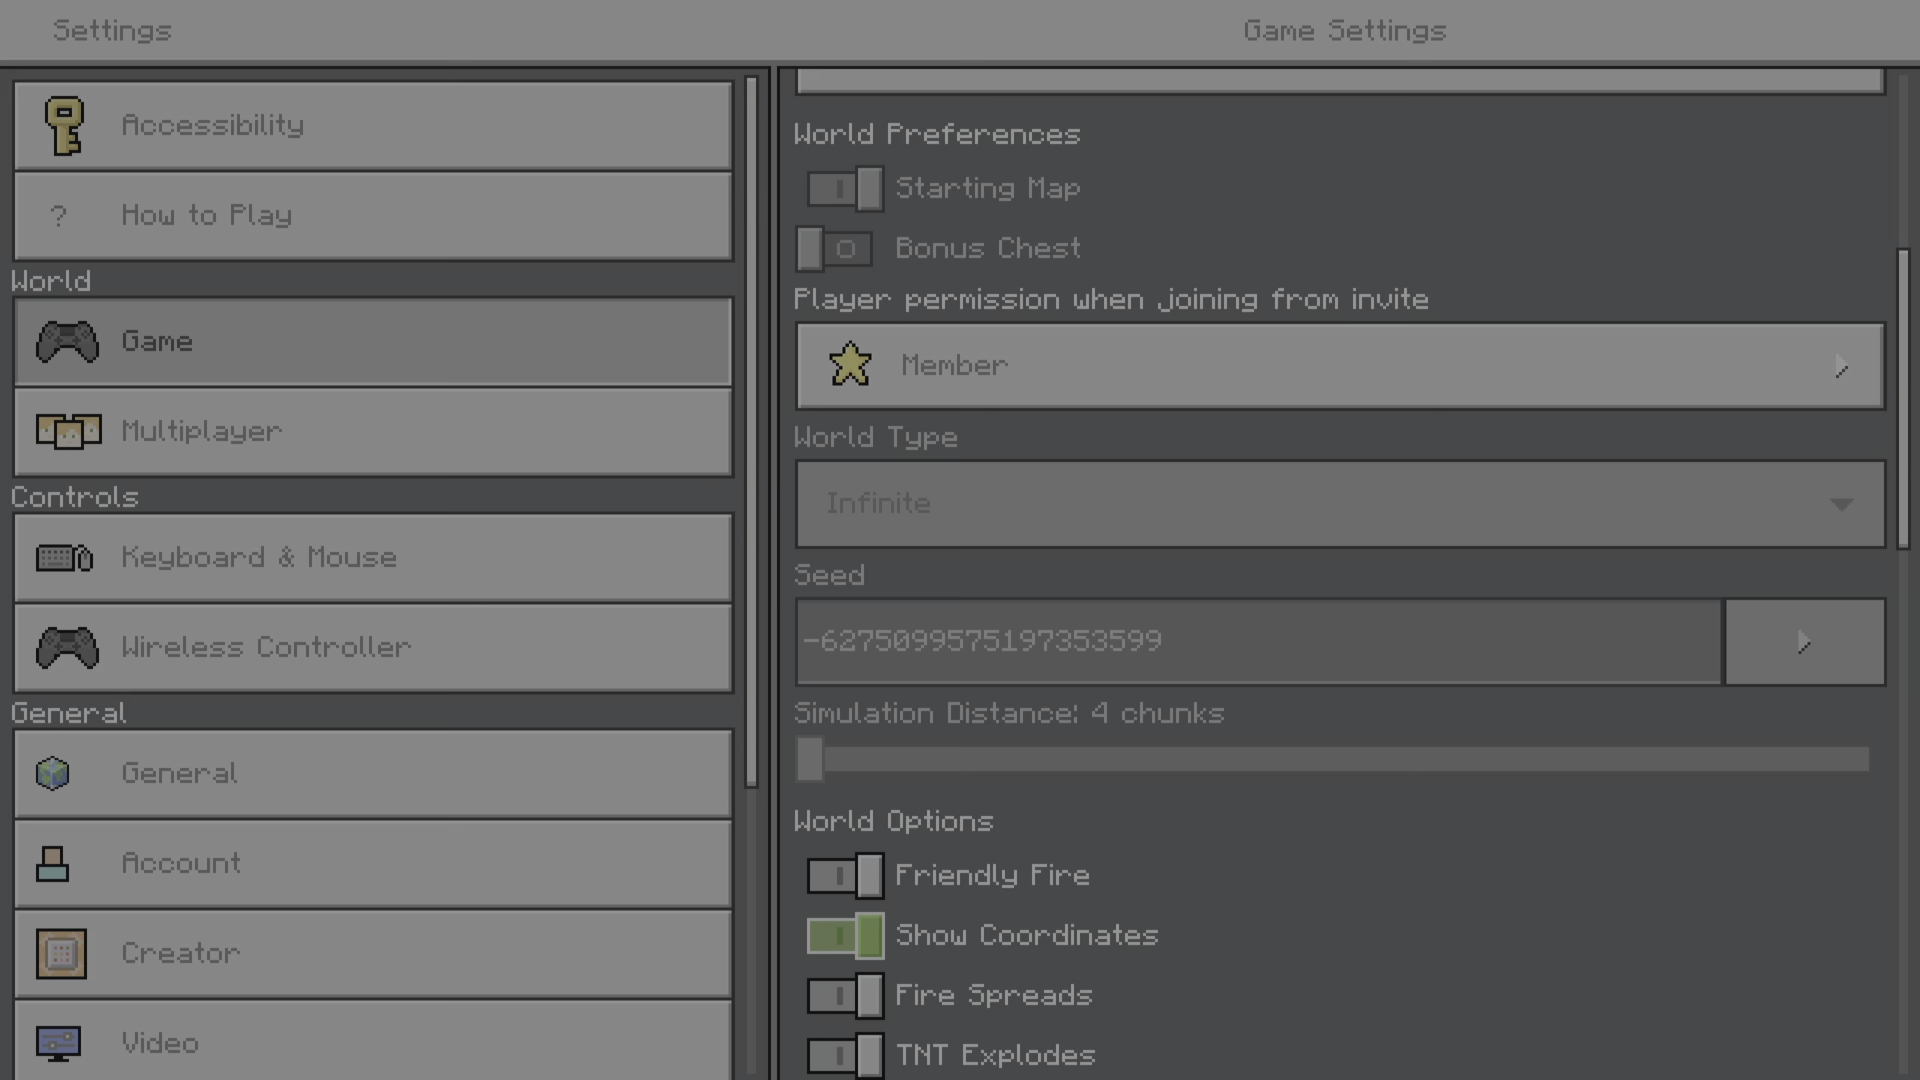 Settings
Game Settings
Accessibility
? How to Play
World
Game
Multiplayer
Controls
Keyboard & Mouse
Wireless Controller
General
General
Account
Creator
Video
World Preferences
Starting Map
Bonus Chest
Player permission when joining from invite
Member
World Type
Infinite
Seed
-6275099575197353599
Simulation Distance: 4 chunks
World Options
Friendly Fire
Show Coordinates
Fire Spreads
TNT Explodes